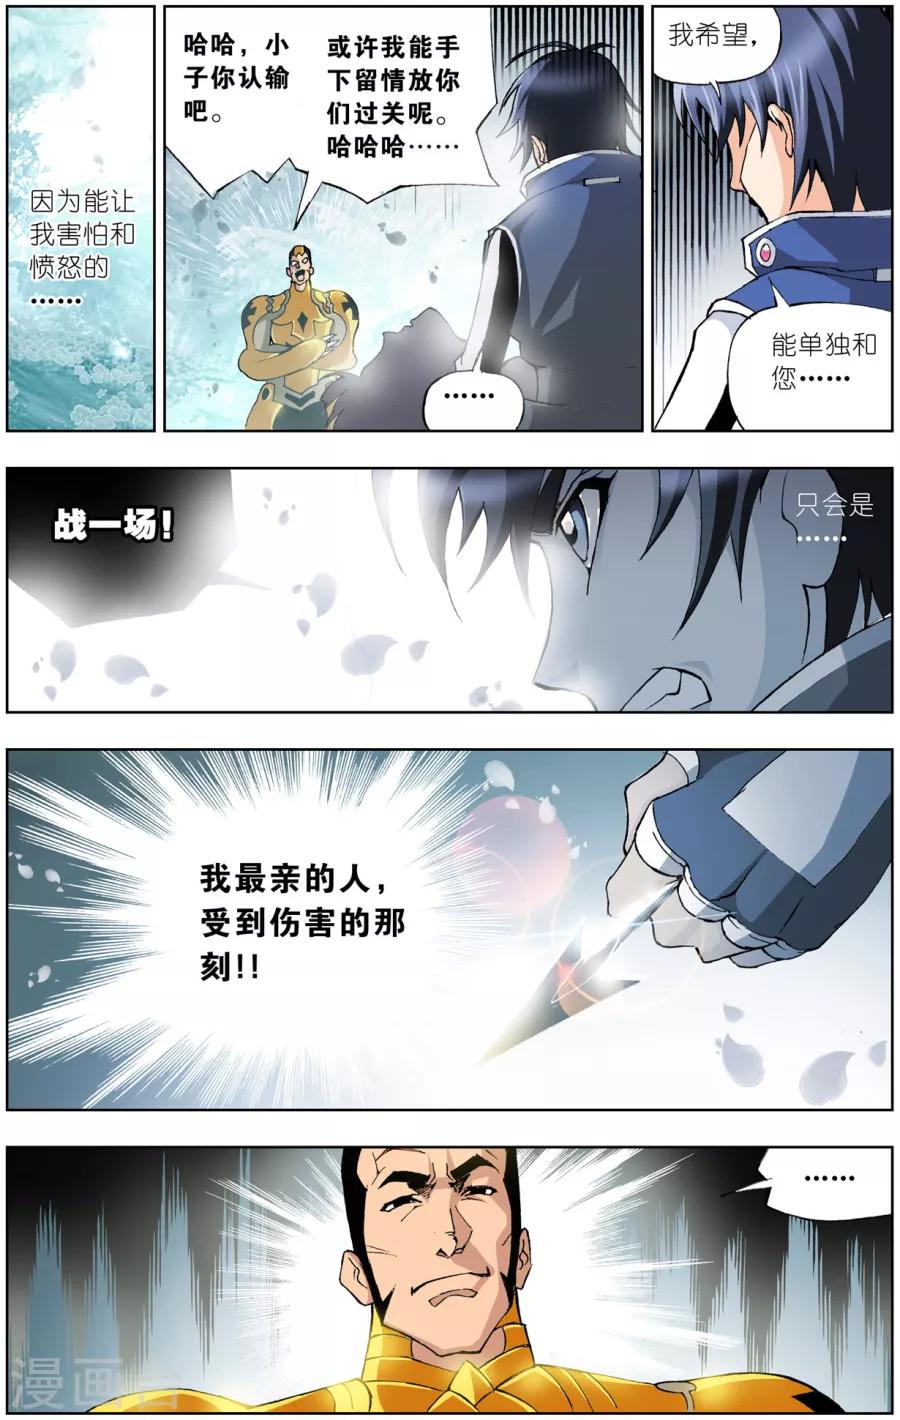 因为能让
我害怕和
愤怒的
……
哈哈，小
子你认输
吧。
或许我能手
下留情放你
们过关呢。
哈哈哈……
……
我希望，
能单独和
您……
战一场！
只会是
……
我最亲的人，
受到伤害的那
刻！！
……
漫画台